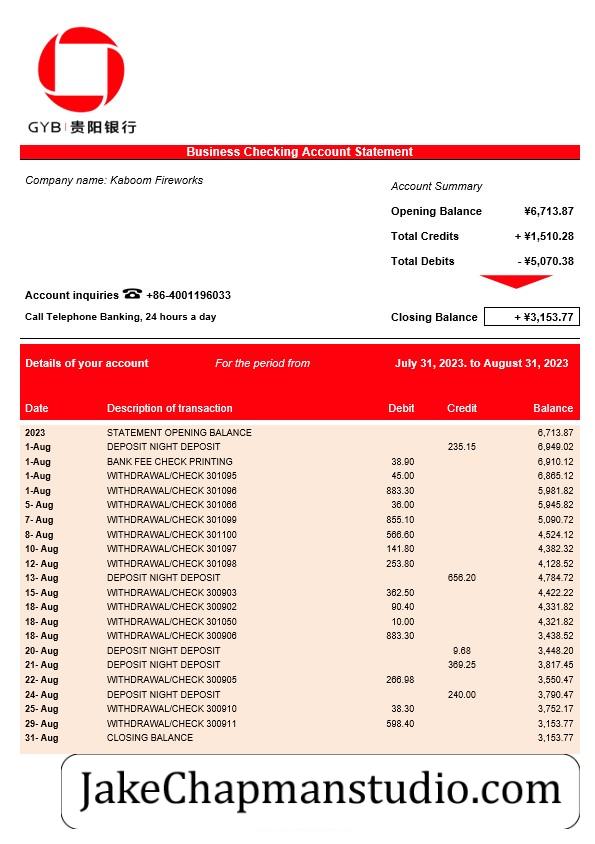 GYB 贵阳银行
Business Checking Account Statement
Company name: Kaboom Fireworks
Account Summary
Opening Balance ¥6,713.87
Total Credits + ¥1,510.28
Total Debits - ¥5,070.38
Account inquiries ☎ +86-4001196033
Call Telephone Banking, 24 hours a day
Closing Balance + ¥3,153.77
Details of your account For the period from July 31, 2023. to August 31, 2023
Date Description of transaction Debit Credit Balance
2023 STATEMENT OPENING BALANCE 6,713.87
1-Aug DEPOSIT NIGHT DEPOSIT 235.15 6,949.02
1-Aug BANK FEE CHECK PRINTING 38.90 6,910.12
1-Aug WITHDRAWAL/CHECK 301095 45.00 6,865.12
1-Aug WITHDRAWAL/CHECK 301096 883.30 5,981.82
5- Aug WITHDRAWAL/CHECK 301066 36.00 5,945.82
7- Aug WITHDRAWAL/CHECK 301099 855.10 5,090.72
8- Aug WITHDRAWAL/CHECK 301100 566.60 4,524.12
10- Aug WITHDRAWAL/CHECK 301097 141.80 4,382.32
12- Aug WITHDRAWAL/CHECK 301098 253.80 4,128.52
13- Aug DEPOSIT NIGHT DEPOSIT 656.20 4,784.72
15- Aug WITHDRAWAL/CHECK 300903 362.50 4,422.22
18- Aug WITHDRAWAL/CHECK 300902 90.40 4,331.82
18- Aug WITHDRAWAL/CHECK 301050 10.00 4,321.82
18- Aug WITHDRAWAL/CHECK 300906 883.30 3,438.52
20- Aug DEPOSIT NIGHT DEPOSIT 9.68 3,448.20
21- Aug DEPOSIT NIGHT DEPOSIT 369.25 3,817.45
22- Aug WITHDRAWAL/CHECK 300905 266.98 3,550.47
24- Aug DEPOSIT NIGHT DEPOSIT 240.00 3,790.47
25- Aug WITHDRAWAL/CHECK 300910 38.30 3,752.17
29- Aug WITHDRAWAL/CHECK 300911 598.40 3,153.77
31- Aug CLOSING BALANCE 3,153.77
JakeChapmanstudio.com